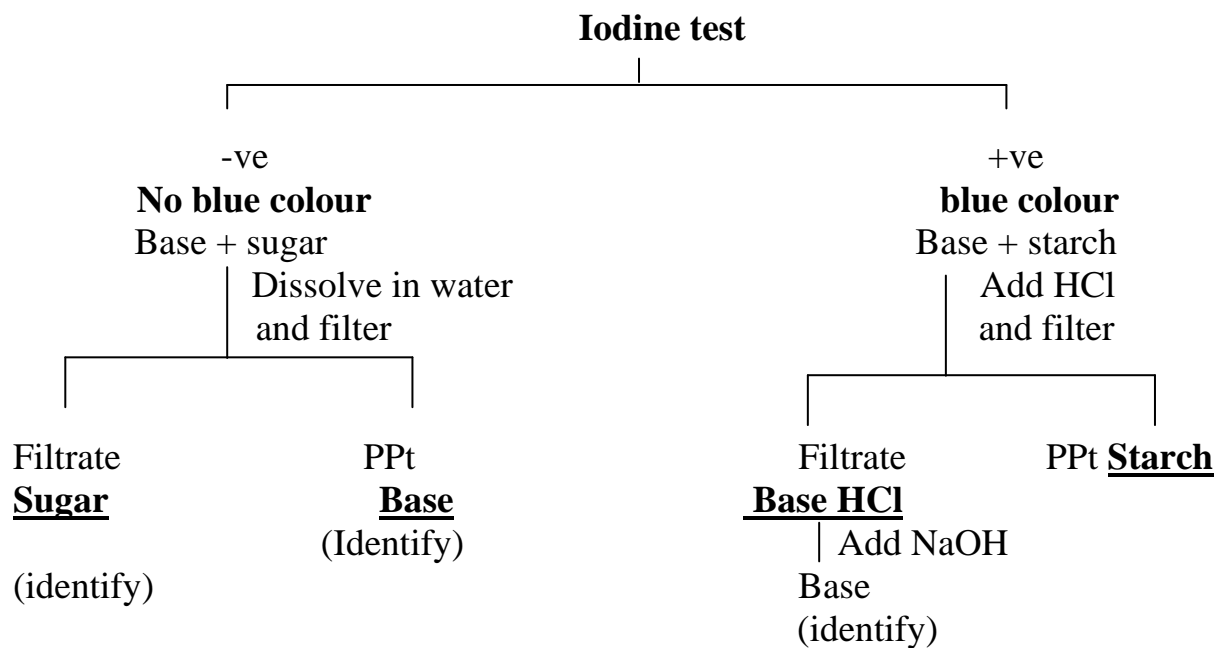 Iodine test
-ve
No blue colour
Base + sugar
Dissolve in water
and filter
Filtrate
Sugar
(identify)
PPt
Base
(Identify)
+ve
blue colour
Base + starch
Add HCl
and filter
Filtrate
Base HCl
Add NaOH
Base
(identify)
PPt Starch